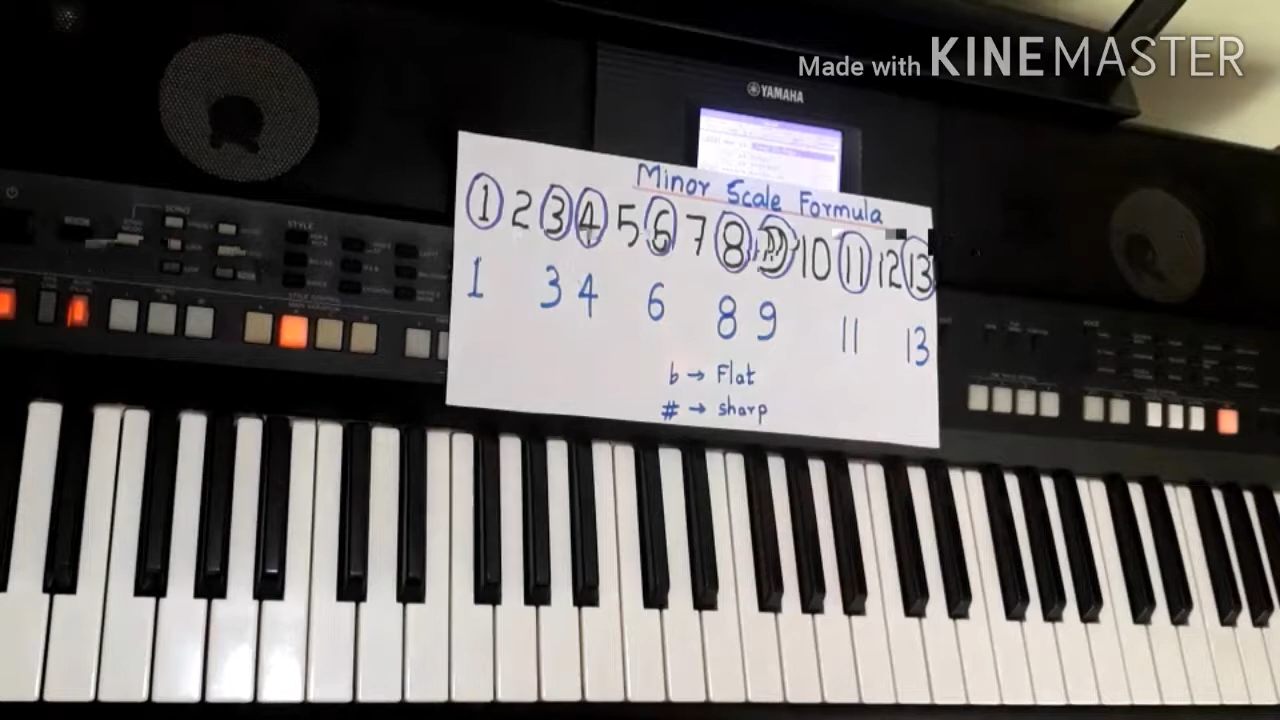 Made with KINEMASTER
YAMAHA
Minor Scale Formula
1 2 3 4 5 6 7 8 9 10 11 12 13
1 3 4 6 8 9 11 13
b → Flat
# → sharp
STYLE